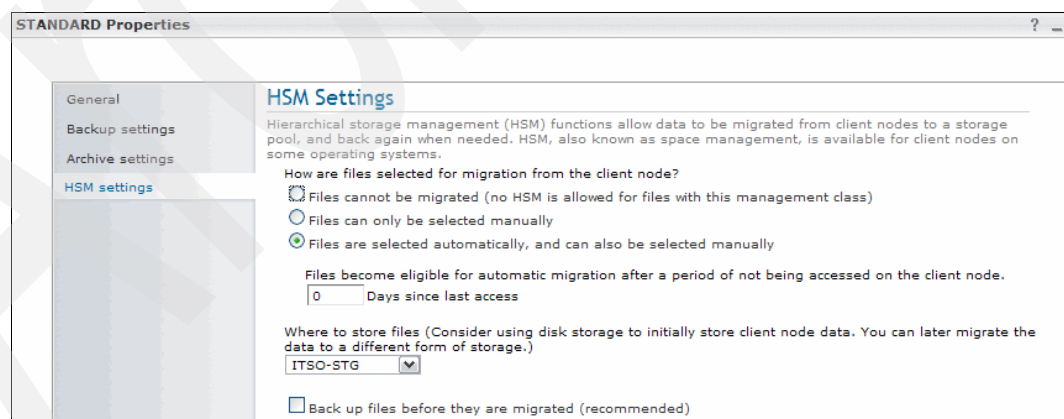 STANDARD Properties
? _
General
Backup settings
Archive settings
HSM settings
HSM Settings
Hierarchical storage management (HSM) functions allow data to be migrated from client nodes to a storage
pool, and back again when needed. HSM, also known as space management, is available for client nodes on
some operating systems.
How are files selected for migration from the client node?
Files cannot be migrated (no HSM is allowed for files with this management class)
Files can only be selected manually
Files are selected automatically, and can also be selected manually
Files become eligible for automatic migration after a period of not being accessed on the client node.
0 Days since last access
Where to store files (Consider using disk storage to initially store client node data. You can later migrate the
data to a different form of storage.)
ITSO-STG
Back up files before they are migrated (recommended)